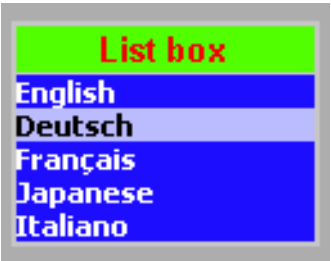 List box
English
Deutsch
Français
Japanese
Italiano